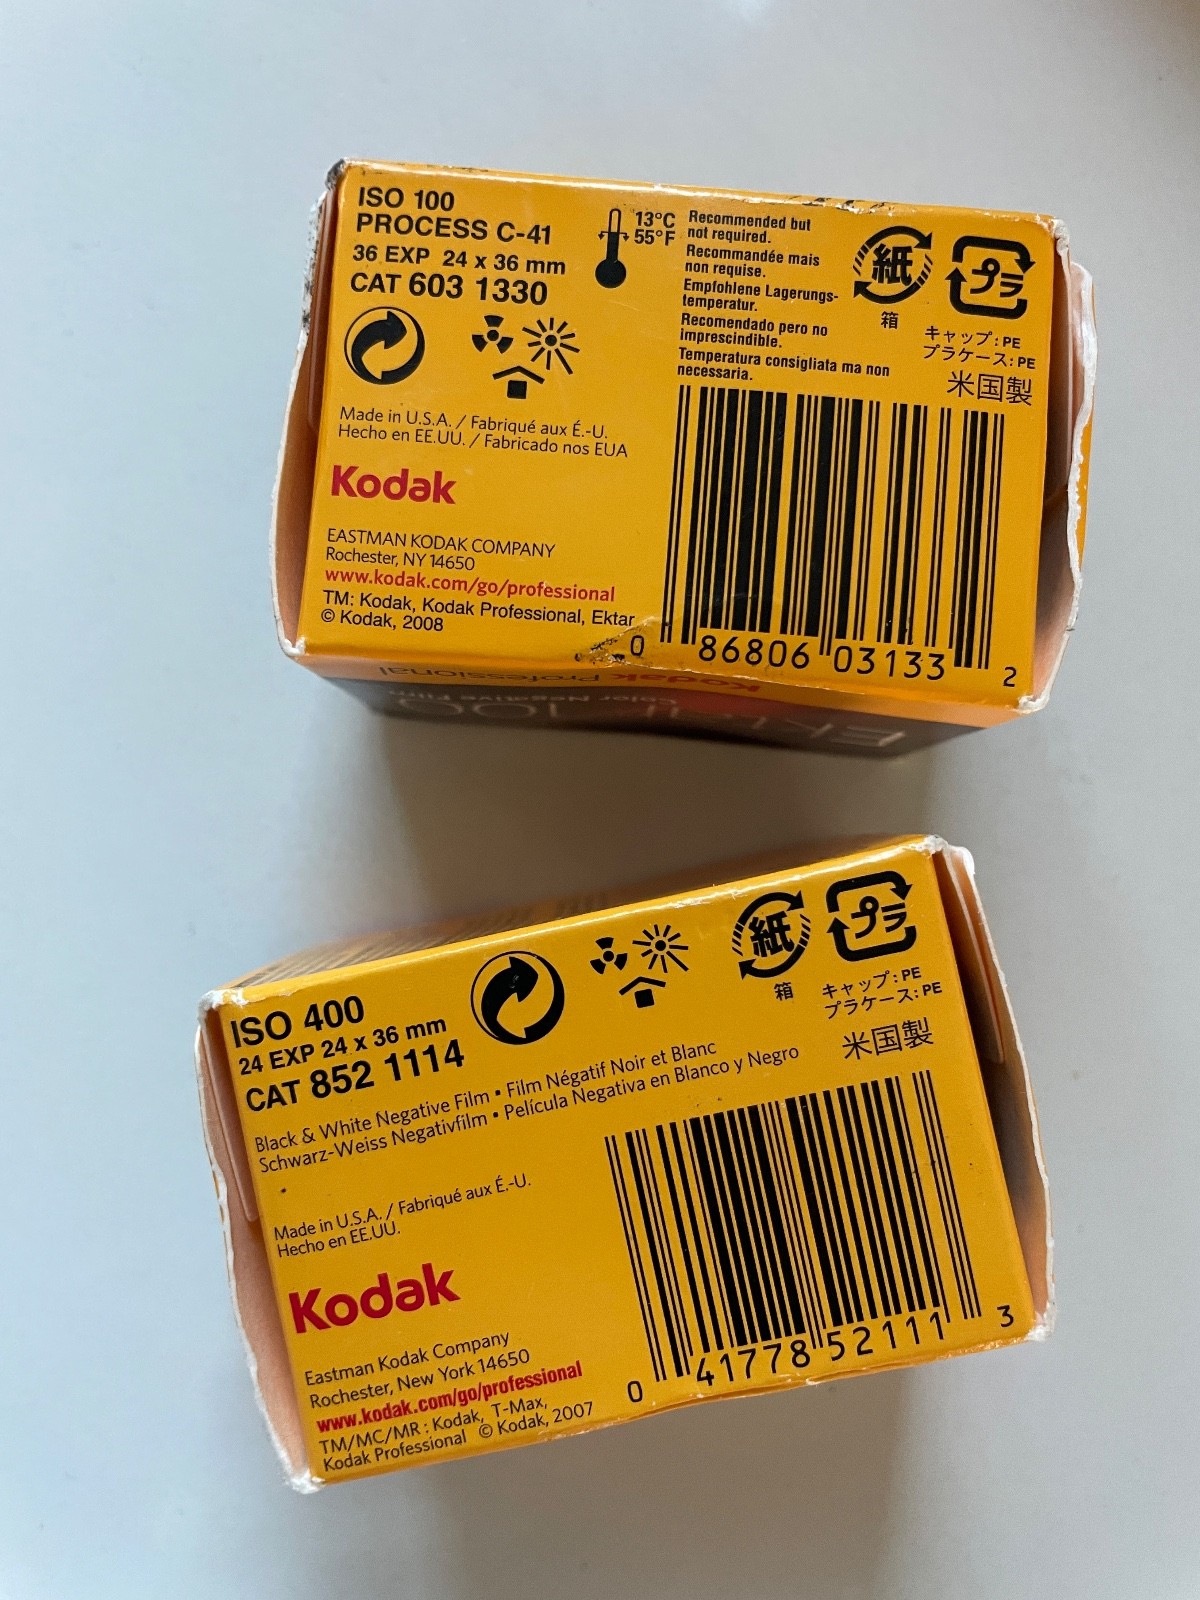 ISO 100
PROCESS C-41
36 EXP 24 x 36 mm
CAT 603 1330
13°C
55°F
Recommended but
not required.
Recommandée mais
non requise.
Empfohlene Lagerungs-
temperatur.
Recomendado pero no
imprescindible.
Temperatura consigliata ma non
necessaria.
紙
箱
プラ
キャップ:PE
プラケース:PE
米国製
Made in U.S.A. / Fabriqué aux É.-U.
Hecho en EE.UU. / Fabricado nos EUA
Kodak
EASTMAN KODAK COMPANY
Rochester, NY 14650
www.kodak.com/go/professional
TM: Kodak, Kodak Professional, Ektar
© Kodak, 2008
0 86806 03133 2
Kodak Professional
Color Negative Film
Ektar 100
ISO 400
24 EXP 24 x 36 mm
CAT 852 1114
紙
箱
プラ
キャップ:PE
プラケース:PE
米国製
Black & White Negative Film • Film Négatif Noir et Blanc
Schwarz-Weiss Negativfilm • Película Negativa en Blanco y Negro
Made in U.S.A. / Fabriqué aux É.-U.
Hecho en EE.UU.
Kodak
Eastman Kodak Company
Rochester, New York 14650
www.kodak.com/go/professional
TM/MC/MR: Kodak, T-Max,
Kodak Professional © Kodak, 2007
0 41778 52111 3